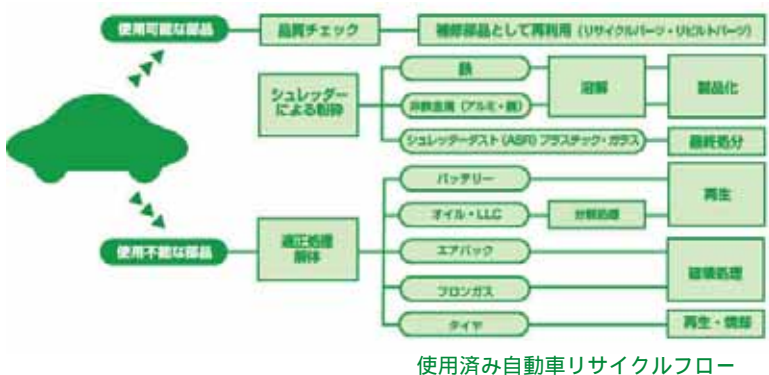 使用可能な部品
品質チェック
補修部品として再利用(リサイクルパーツ・リビルトパーツ)
シュレッダー
による粉砕
鉄
溶解
製品化
非鉄金属(アルミ・銅)
シュレッダーダスト(ASR)プラスチック・ガラス
最終処分
バッテリー
再生
オイル・LLC
分類処理
使用不能な部品
適正処理
解体
エアバック
破壊処理
フロンガス
タイヤ
再生・焼却
使用済み自動車リサイクルフロー